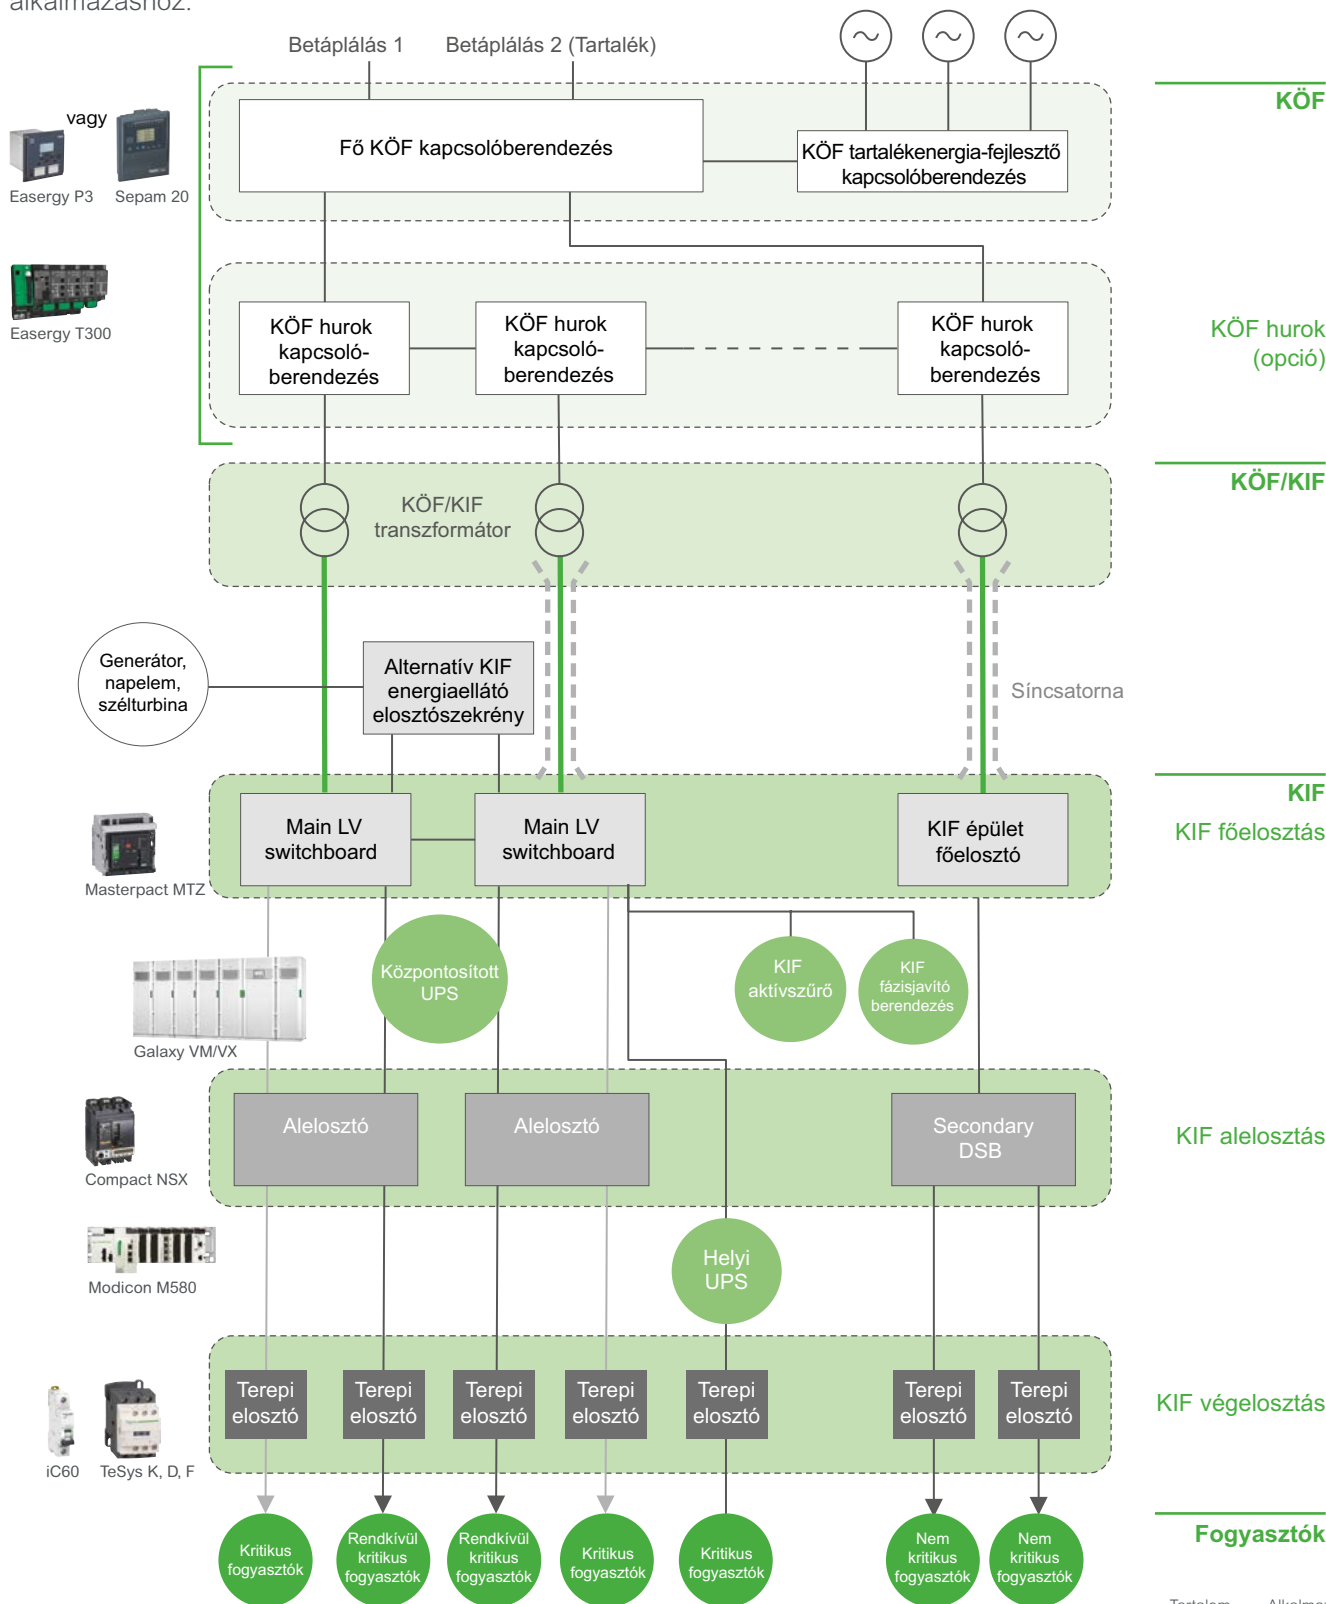 alkalmazáshoz.
Betáplálás 1
Betáplálás 2 (Tartalék)
KÖF
vagy
Easergy P3
Sepam 20
Fő KÖF kapcsolóberendezés
KÖF tartalékenergia-fejlesztő
kapcsolóberendezés
Easergy T300
KÖF hurok
kapcsoló-
berendezés
KÖF hurok
kapcsoló-
berendezés
KÖF hurok
kapcsoló-
berendezés
KÖF hurok
(opció)
KÖF/KIF
KÖF/KIF
transzformátor
Generátor,
napelem,
szélturbina
Alternatív KIF
energiaellátó
elosztószekrény
Síncsatorna
KIF
KIF főelosztás
Masterpact MTZ
Main LV
switchboard
Main LV
switchboard
KIF épület
főelosztó
Központosított
UPS
KIF
aktívszűrő
KIF
fázisjavító
berendezés
Galaxy VM/VX
Compact NSX
Alelosztó
Alelosztó
Secondary
DSB
KIF alelosztás
Modicon M580
Helyi
UPS
iC60
TeSys K, D, F
Terepi
elosztó
Terepi
elosztó
Terepi
elosztó
Terepi
elosztó
Terepi
elosztó
Terepi
elosztó
Terepi
elosztó
KIF végelosztás
Kritikus
fogyasztók
Rendkívül
kritikus
fogyasztók
Rendkívül
kritikus
fogyasztók
Kritikus
fogyasztók
Kritikus
fogyasztók
Nem
kritikus
fogyasztók
Nem
kritikus
fogyasztók
Fogyasztók